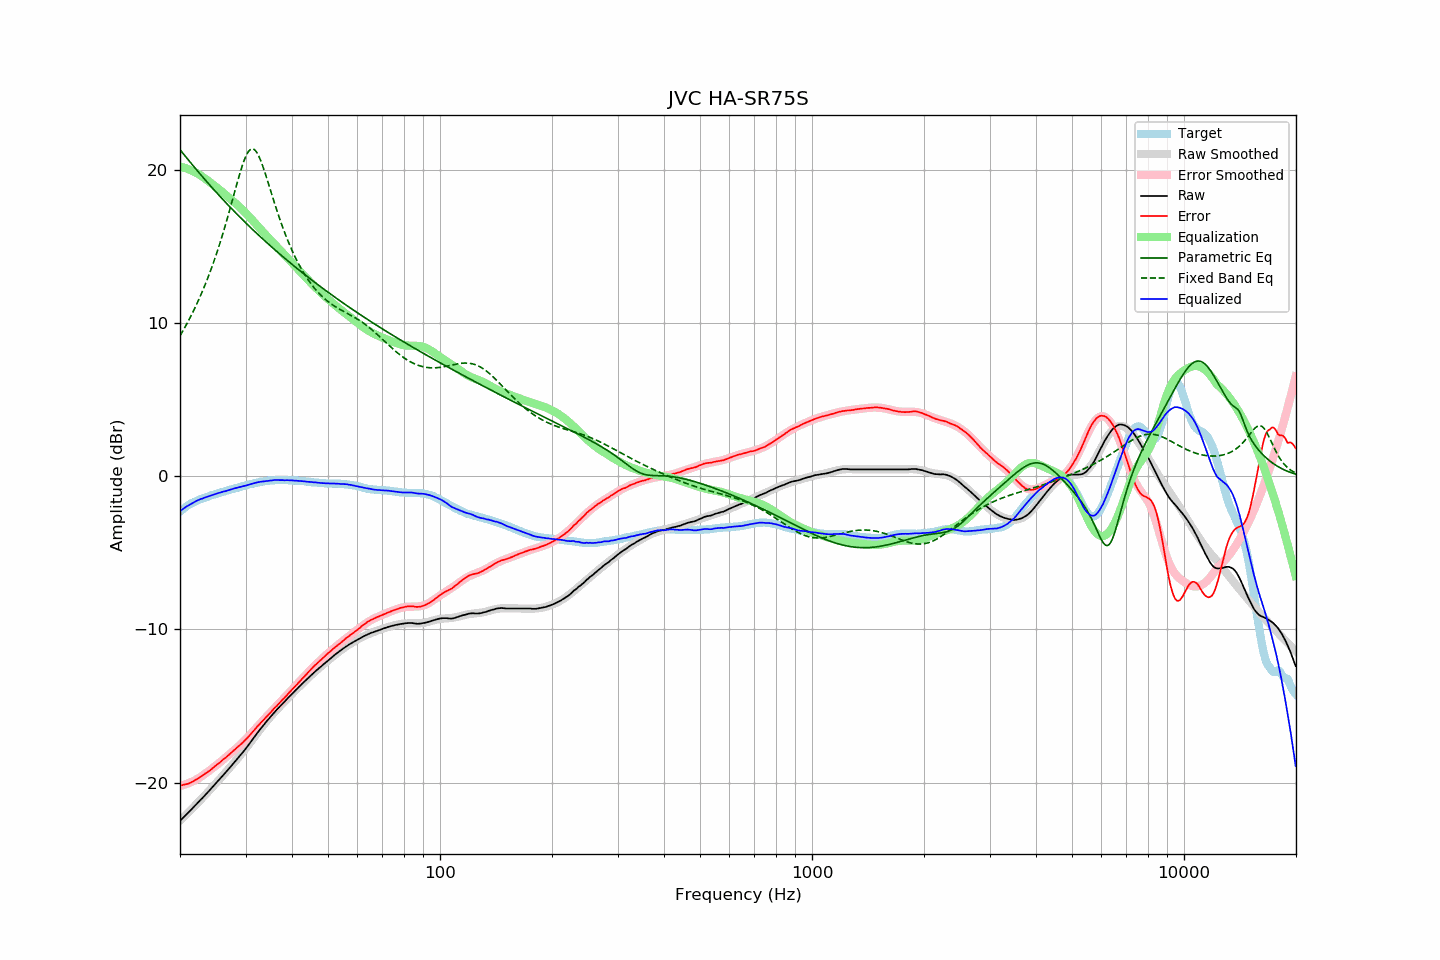 JVC HA-SR75S
Target
Raw Smoothed
Error Smoothed
Raw
Error
Equalization
Parametric Eq
Fixed Band Eq
Equalized
20
10
0
−10
−20
Amplitude (dBr)
100
1000
10000
Frequency (Hz)